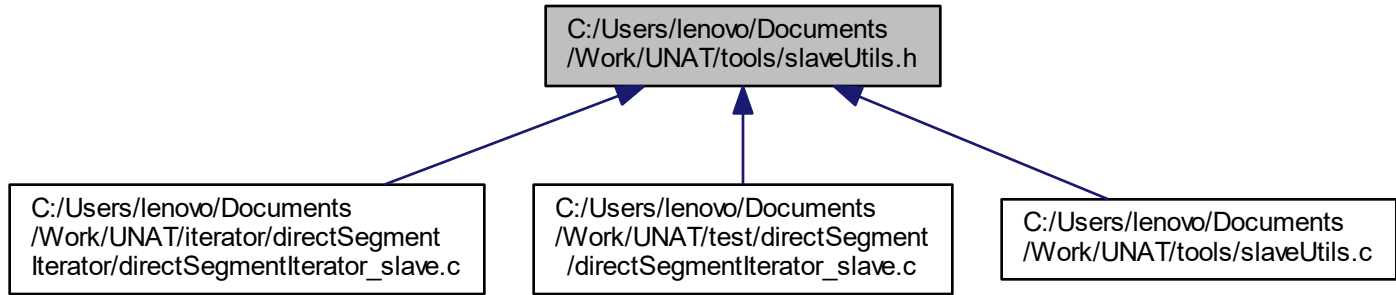 C:/Users/lenovo/Documents
/Work/UNAT/tools/slaveUtils.h
C:/Users/lenovo/Documents
/Work/UNAT/iterator/directSegment
Iterator/directSegmentIterator_slave.c
C:/Users/lenovo/Documents
/Work/UNAT/test/directSegment
/directSegmentIterator_slave.c
C:/Users/lenovo/Documents
/Work/UNAT/tools/slaveUtils.c